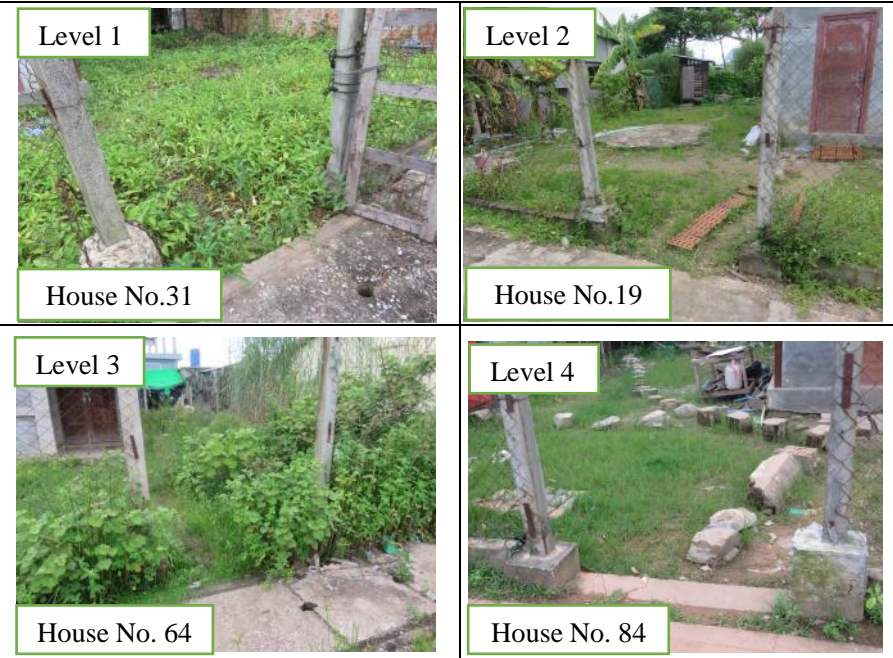 Level 1
House No.31
Level 2
House No.19
Level 3
House No. 64
Level 4
House No. 84